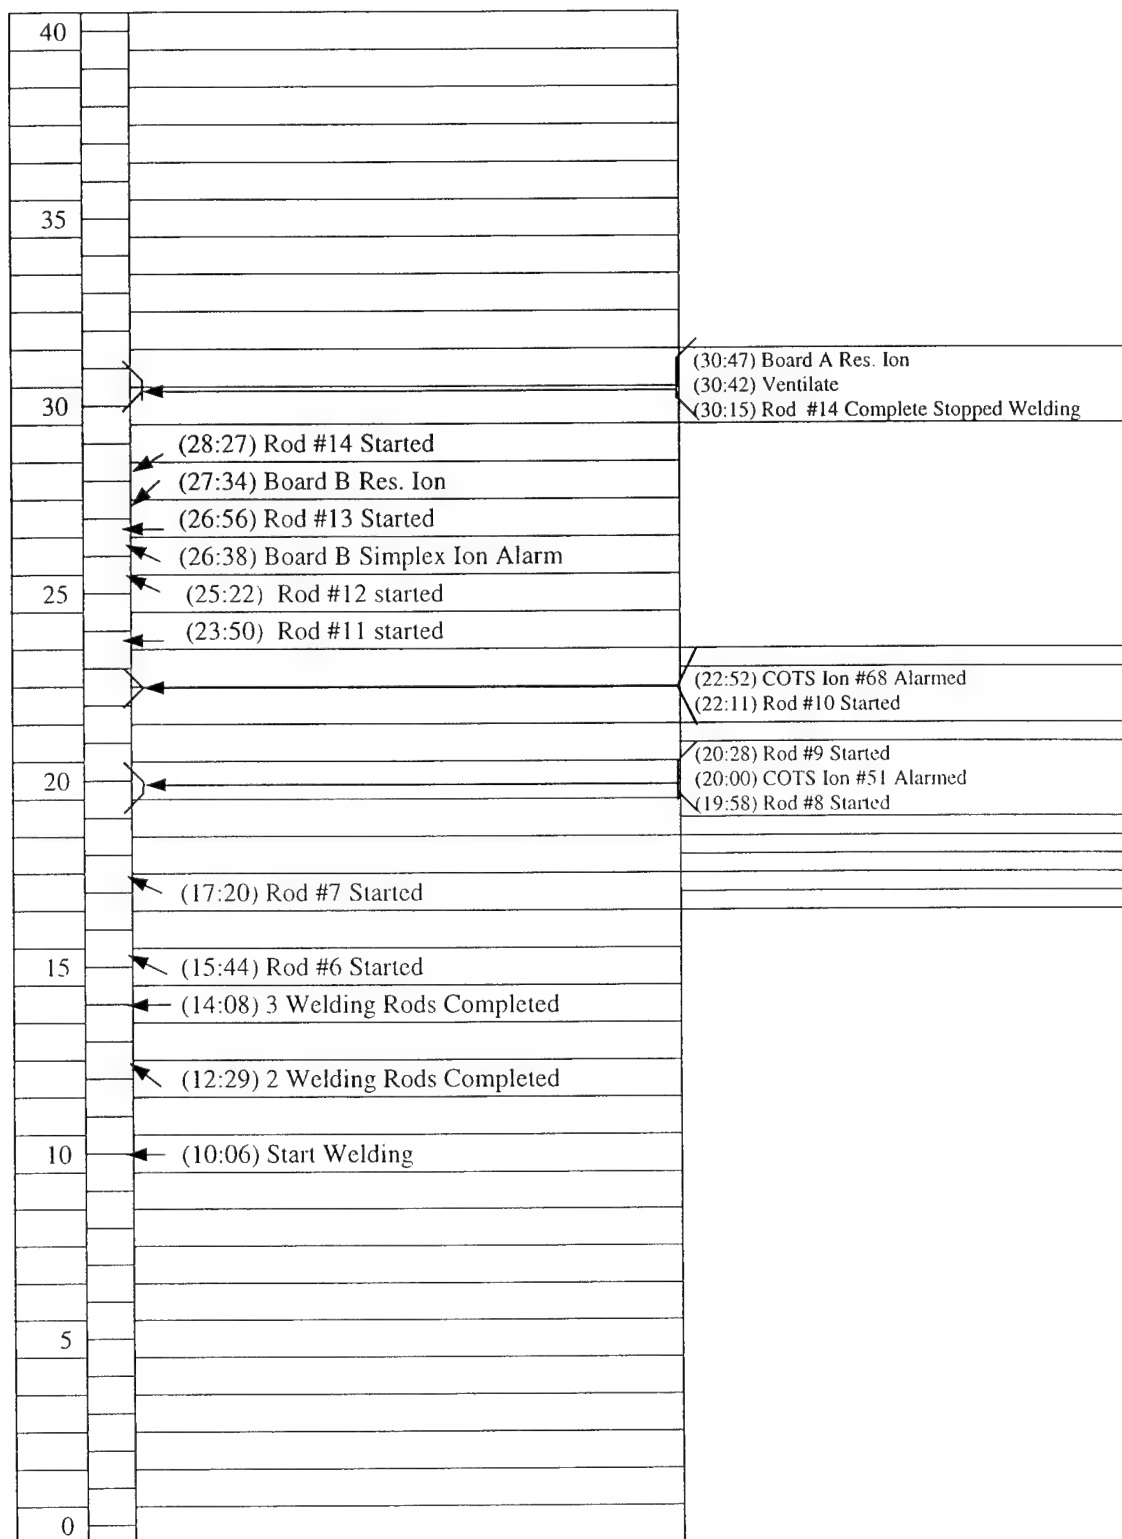 40
35
(30:47) Board A Res. Ion
(30:42) Ventilate
30
(30:15) Rod #14 Complete Stopped Welding
(28:27) Rod #14 Started
(27:34) Board B Res. Ion
(26:56) Rod #13 Started
(26:38) Board B Simplex Ion Alarm
25
(25:22) Rod #12 started
(23:50) Rod #11 started
(22:52) COTS Ion #68 Alarmed
(22:11) Rod #10 Started
(20:28) Rod #9 Started
20
(20:00) COTS Ion #51 Alarmed
(19:58) Rod #8 Started
(17:20) Rod #7 Started
15
(15:44) Rod #6 Started
(14:08) 3 Welding Rods Completed
(12:29) 2 Welding Rods Completed
10
(10:06) Start Welding
5
0